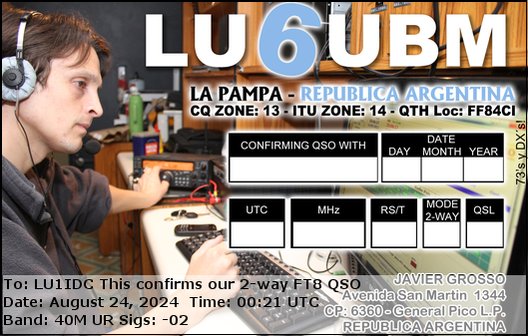 LU6UBM
LA PAMPA - REPUBLICA ARGENTINA
CQ ZONE: 13 - ITU ZONE: 14 - QTH Loc: FF84CI
CONFIRMING QSO WITH
DATE
DAY MONTH YEAR
73's y DX's!
UTC
MHz
RS/T
MODE
2-WAY
QSL
To: LU1IDC This confirms our 2-way FT8 QSO
Date: August 24, 2024 Time: 00:21 UTC
Band: 40M UR Sigs: -02
JAVIER GROSSO
Avenida San Martin 1344
CP: 6360 - General Pico L.P.
REPUBLICA ARGENTINA